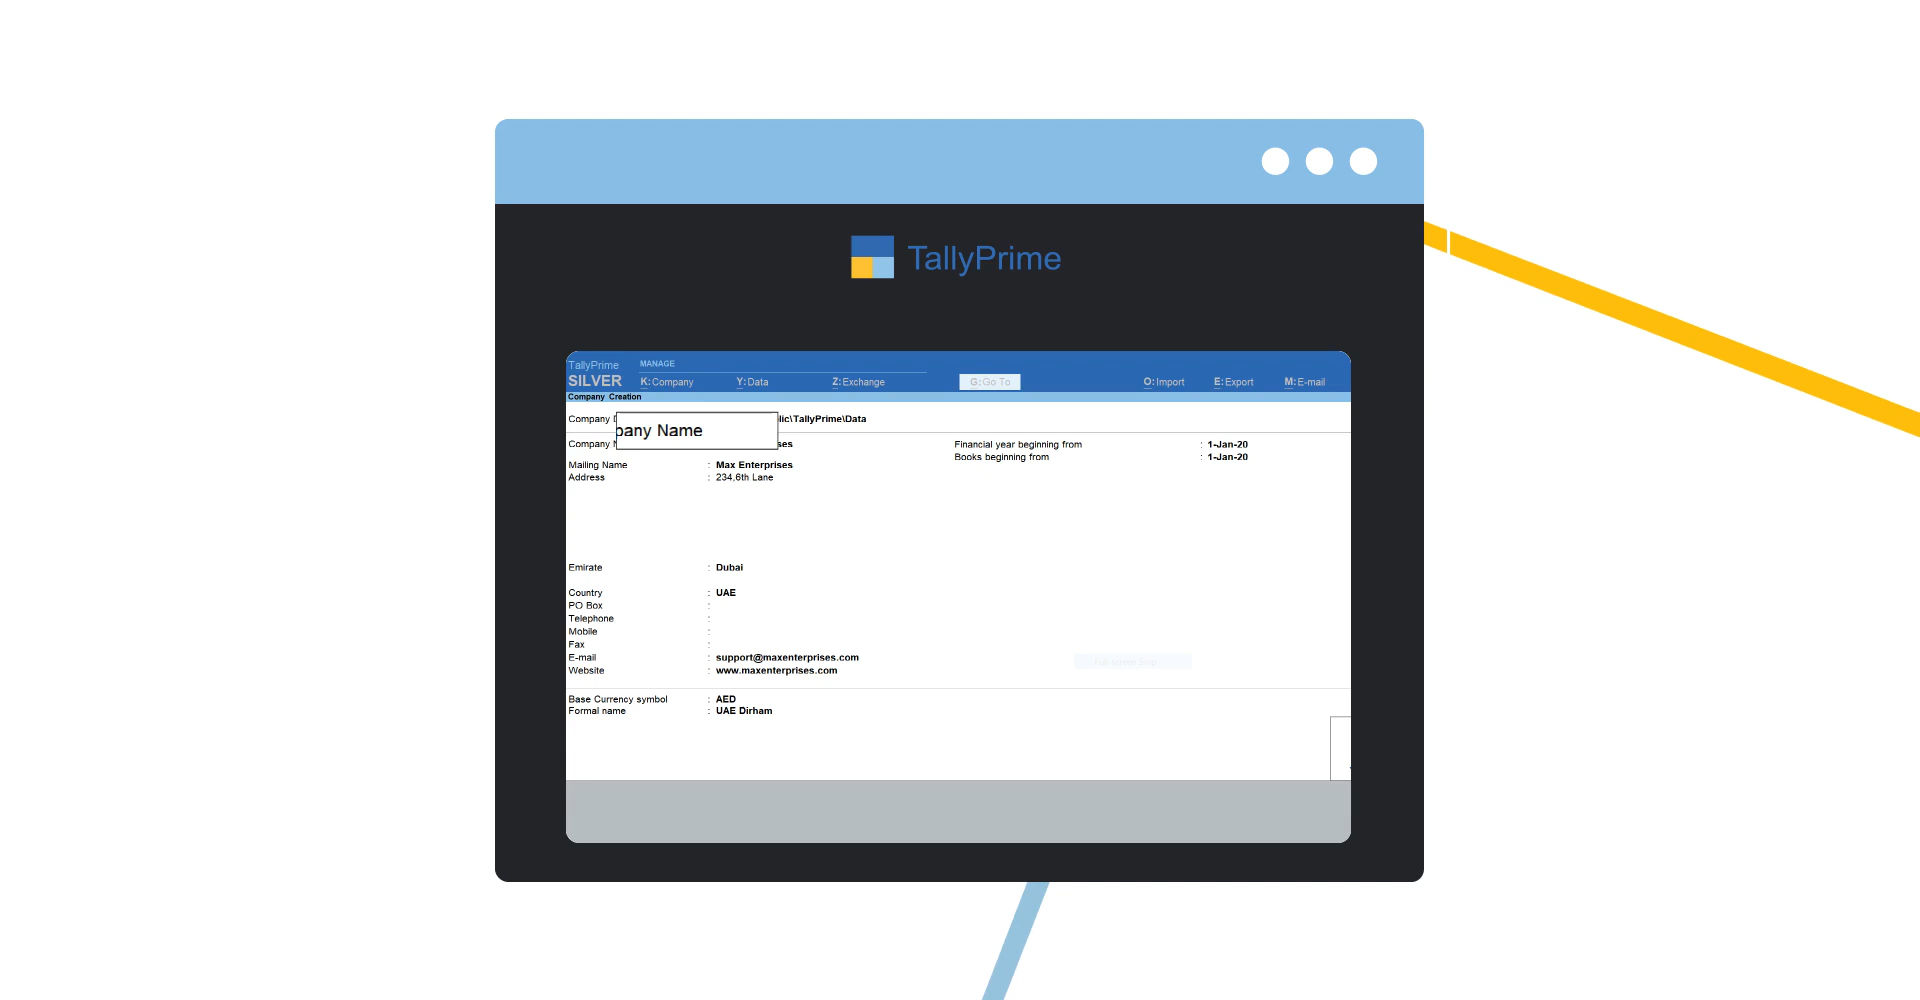 TallyPrime
TallyPrime MANAGE
SILVER K: Company Y: Data Z: Exchange G: Go To O: Import E: Export M: E-mail
Company Creation
Company lic\TallyPrime\Data
pany Name
Company ses Financial year beginning from : 1-Jan-20
Books beginning from : 1-Jan-20
Mailing Name : Max Enterprises
Address : 234,6th Lane
Emirate : Dubai
Country : UAE
PO Box :
Telephone :
Mobile :
Fax :
E-mail : support@maxenterprises.com
Website : www.maxenterprises.com
Base Currency symbol : AED
Formal name : UAE Dirham